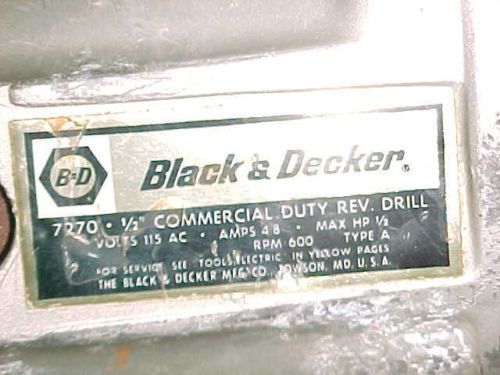 B&D
Black & Decker®
7270 • 1/2" COMMERCIAL DUTY REV. DRILL
VOLTS 115 AC • AMPS 4.8 • MAX HP 1/2
RPM 600 TYPE A
FOR SERVICE SEE TOOLS ELECTRIC IN YELLOW PAGES
THE BLACK & DECKER MFG. CO., TOWSON, MD. U.S.A.